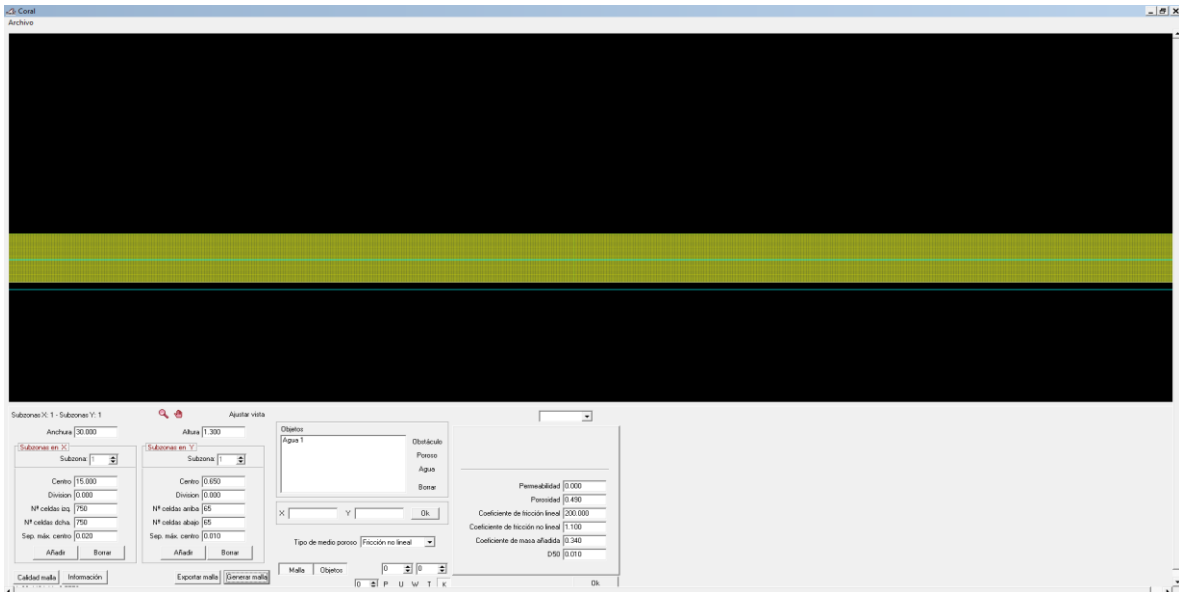 Coral
Archivo
Subzonas X: 1 - Subzonas Y: 1
Ajustar vista
Anchura 30.000
Altura 1.300
Subzonas en X
Subzona: 1
Centro 15.000
Division 0.000
Nº celdas izq. 750
Nº celdas dcha. 750
Sep. máx. centro 0.020
Añadir Borrar
Subzonas en Y
Subzona: 1
Centro 0.650
Division 0.000
Nº celdas arriba 65
Nº celdas abajo 65
Sep. máx. centro 0.010
Añadir Borrar
Calidad malla Información Exportar malla Generar malla
Objetos
Agua 1
Obstáculo
Poroso
Agua
Borrar
X Y Ok
Tipo de medio poroso Fricción no lineal
Malla Objetos 0 8
0 P U W T K
Permeabilidad 0.000
Porosidad 0.490
Coeficiente de fricción lineal 200.000
Coeficiente de fricción no lineal 1.100
Coeficiente de masa añadida 0.340
D50 0.010
Ok